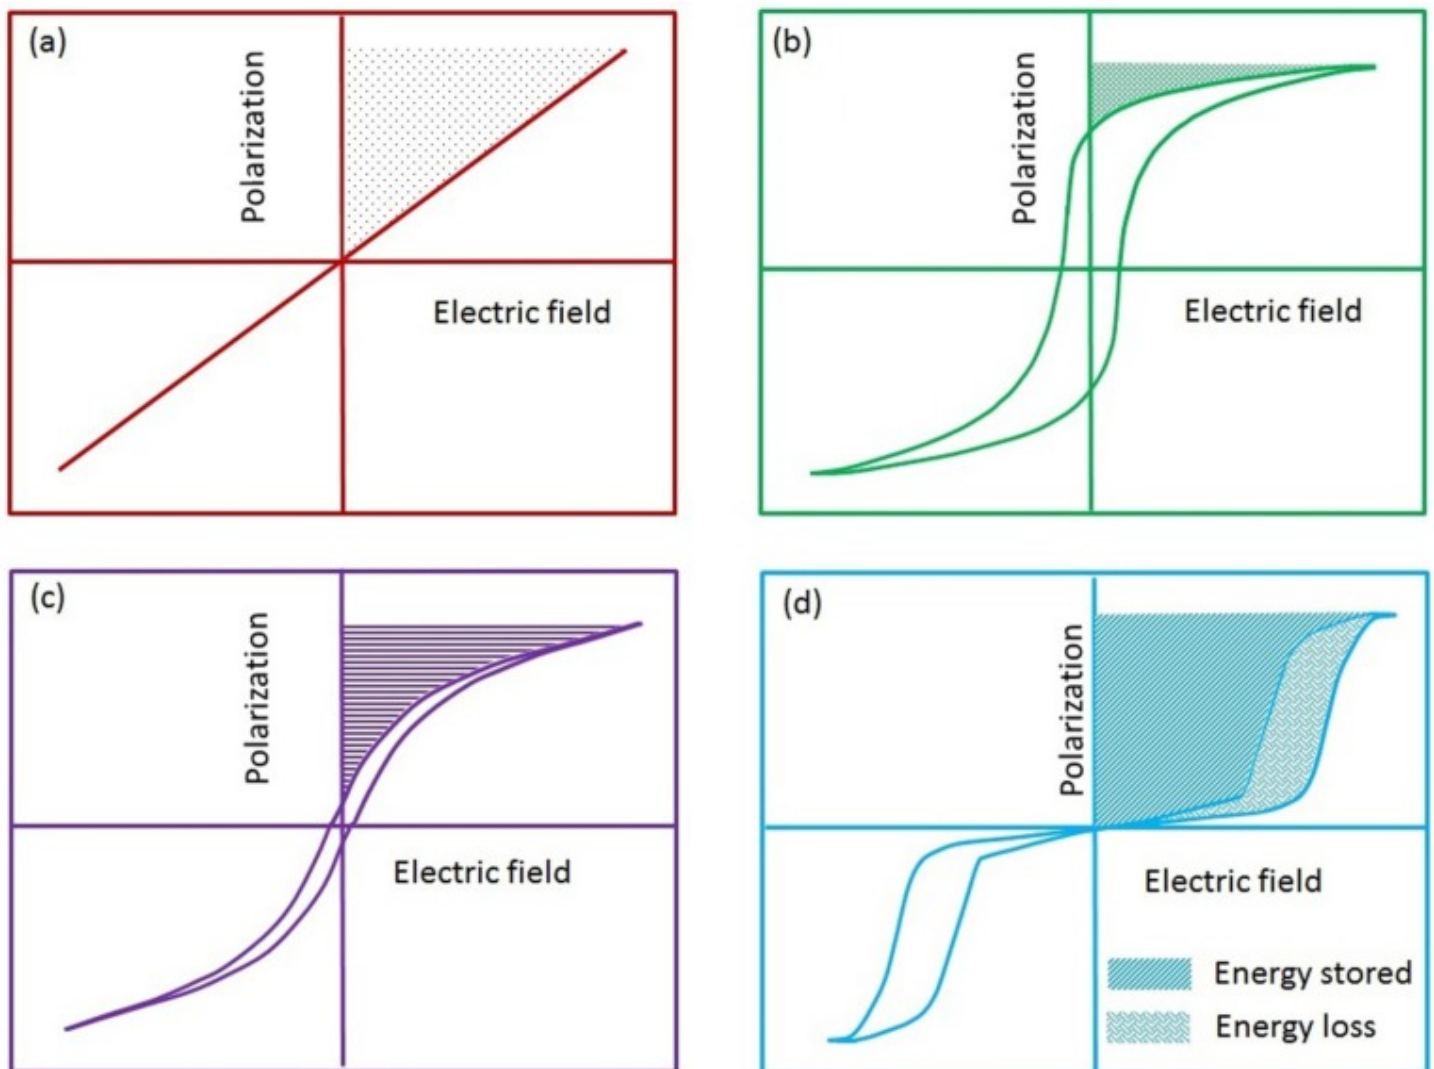 (a)
Polarization
Electric field
(b)
Polarization
Electric field
(c)
Polarization
Electric field
(d)
Polarization
Electric field
Energy stored
Energy loss